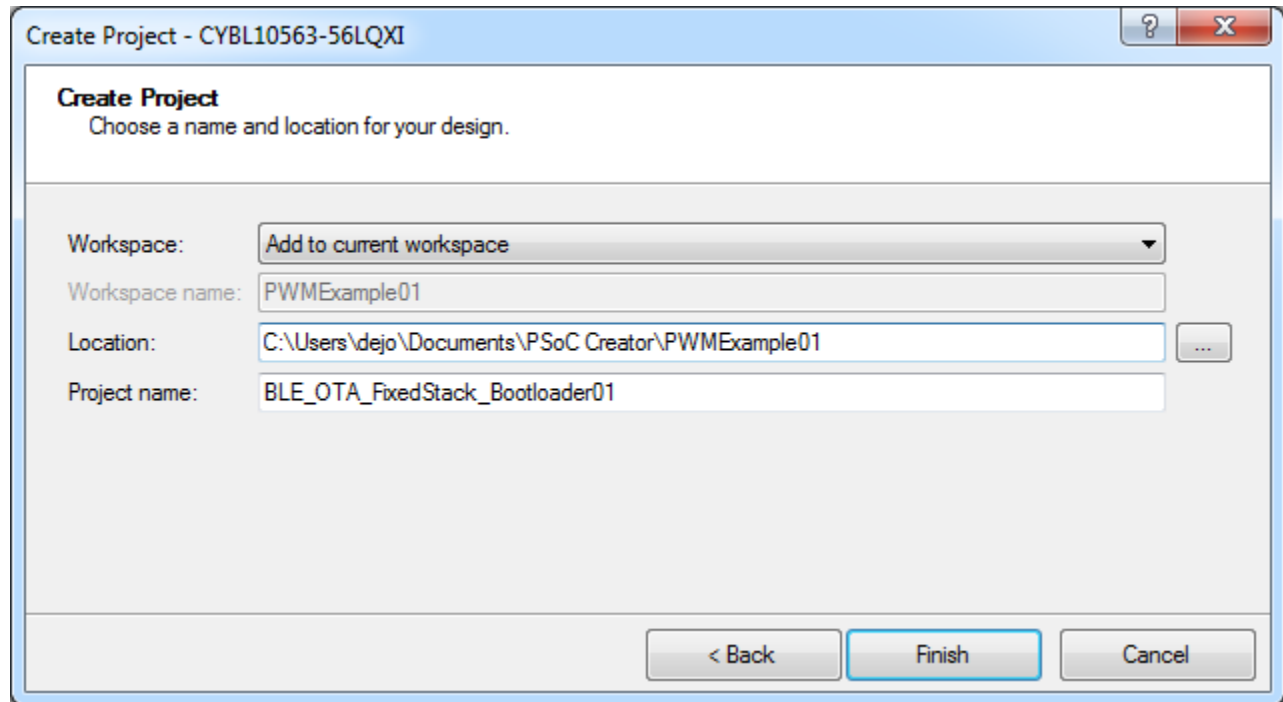 Create Project - CYBL10563-56LQXI
?
Create Project
Choose a name and location for your design.
Workspace: Add to current workspace
Workspace name: PWMExample01
Location: C:\Users\dejo\Documents\PSoC Creator\PWMExample01 ...
Project name: BLE_OTA_FixedStack_Bootloader01
< Back Finish Cancel